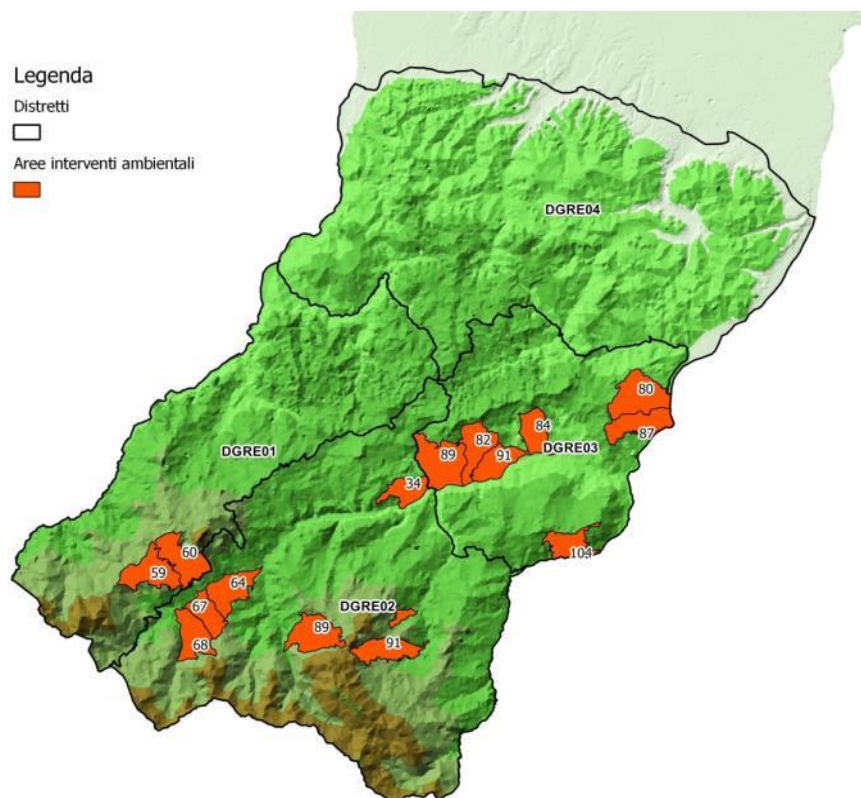 Legenda
Distretti
Aree interventi ambientali
DGRE04
80
84
82
87
DGRE03
89
91
DGRE01
34
104
60
59
64
67
DGRE02
89
68
91